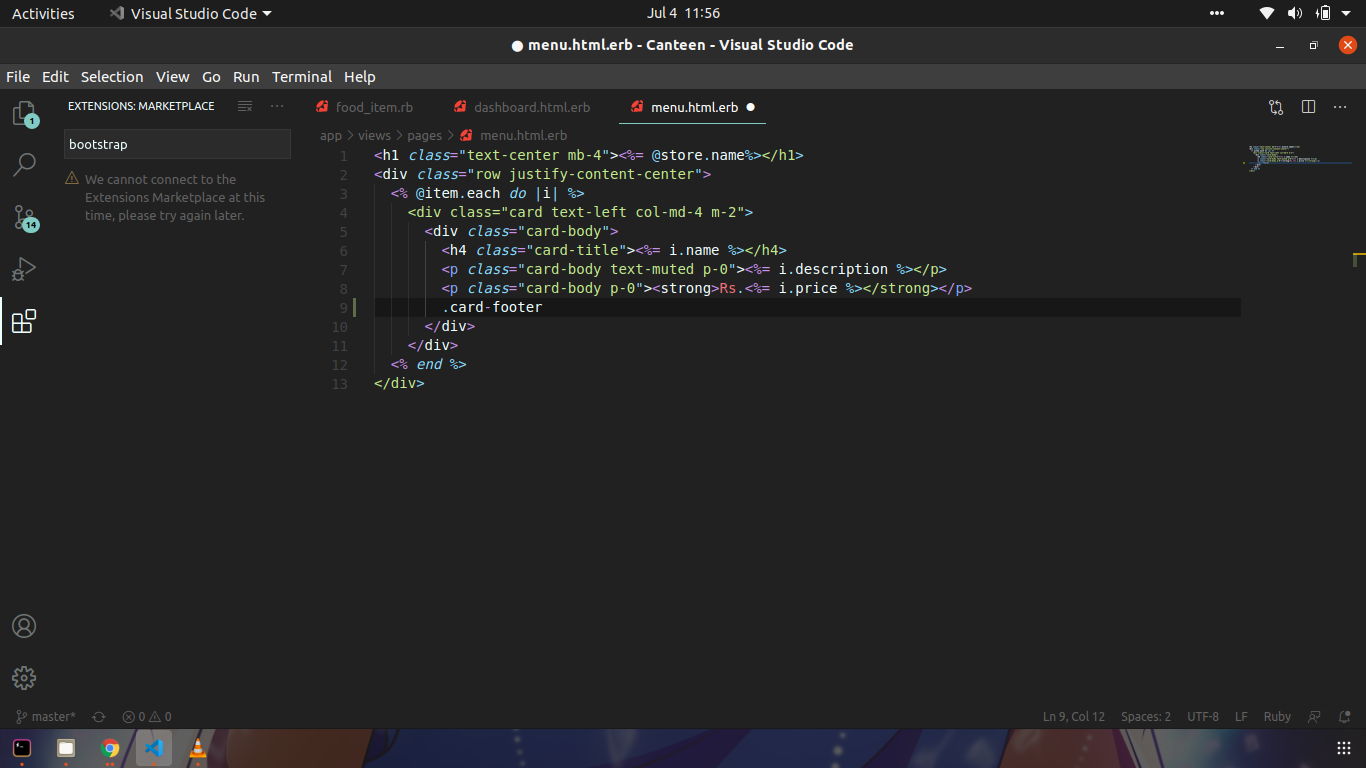 Activities Visual Studio Code Jul 4 11:56
menu.html.erb - Canteen - Visual Studio Code
File Edit Selection View Go Run Terminal Help
EXTENSIONS: MARKETPLACE
bootstrap
We cannot connect to the
Extensions Marketplace at this
time, please try again later.
1
14
food_item.rb dashboard.html.erb menu.html.erb
app > views > pages > menu.html.erb
1 <h1 class="text-center mb-4"><%= @store.name%></h1>
2 <div class="row justify-content-center">
3 <% @item.each do |i| %>
4 <div class="card text-left col-md-4 m-2">
5 <div class="card-body">
6 <h4 class="card-title"><%= i.name %></h4>
7 <p class="card-body text-muted p-0"><%= i.description %></p>
8 <p class="card-body p-0"><strong>Rs.<%= i.price %></strong></p>
9 .card-footer
10 </div>
11 </div>
12 <% end %>
13 </div>
master* 0 0 Ln 9, Col 12 Spaces: 2 UTF-8 LF Ruby